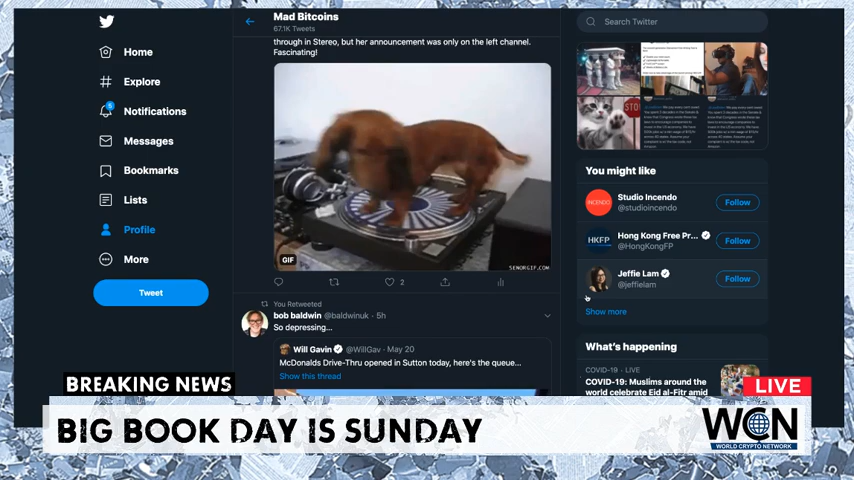 Home
Explore
5
Notifications
Messages
Bookmarks
Lists
Profile
More
Tweet
Mad Bitcoins
67.1K Tweets
through in Stereo, but her announcement was only on the left channel.
Fascinating!
GIF
SENORGIF.COM
2
You Retweeted
bob baldwin @baldwinuk · 5h
So depressing...
Will Gavin @WillGav · May 20
McDonalds Drive-Thru opened in Sutton today, here's the queue...
Show this thread
Search Twitter
STO
You might like
INCENDO
Studio Incendo
@studioincendo
Follow
HKFP
Hong Kong Free Pr...
@HongKongFP
Follow
Jeffie Lam
@jeffielam
Follow
Show more
What's happening
COVID-19 · LIVE
COVID-19: Muslims around the
world celebrate Eid al-Fitr amid
BREAKING NEWS
LIVE
BIG BOOK DAY IS SUNDAY
WCN
WORLD CRYPTO NETWORK